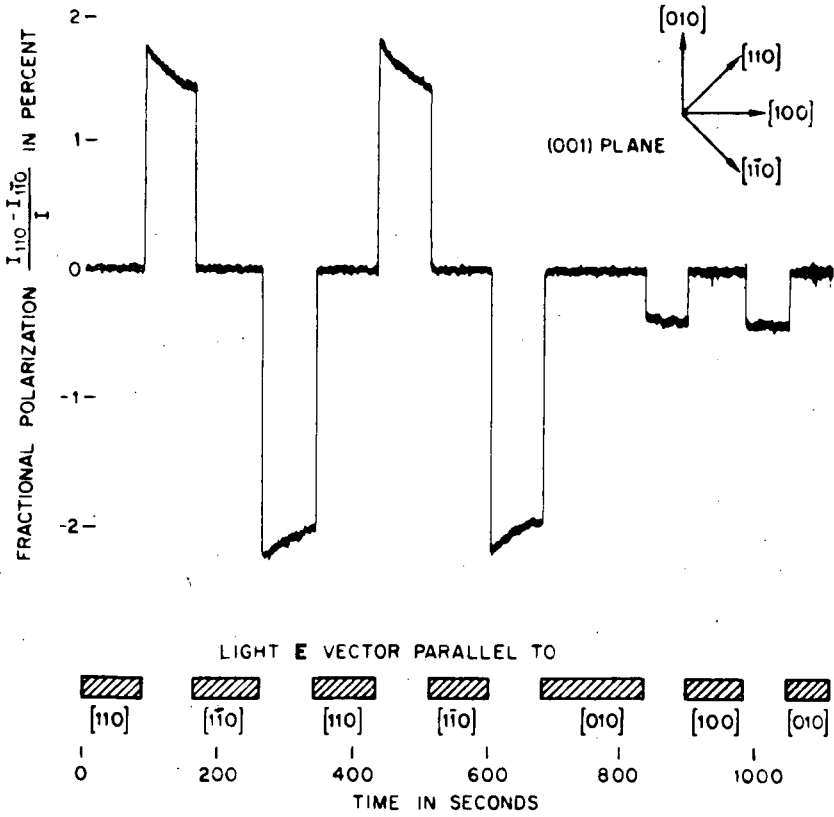 2
1
0
-1
-2
FRACTIONAL POLARIZATION I₁₁₀ - I₁1̅₀ / I IN PERCENT
[010]
[110]
[100]
[11̅0]
(001) PLANE
LIGHT E VECTOR PARALLEL TO
[110] [11̅0] [110] [11̅0] [010] [100] [010]
0 200 400 600 800 1000
TIME IN SECONDS